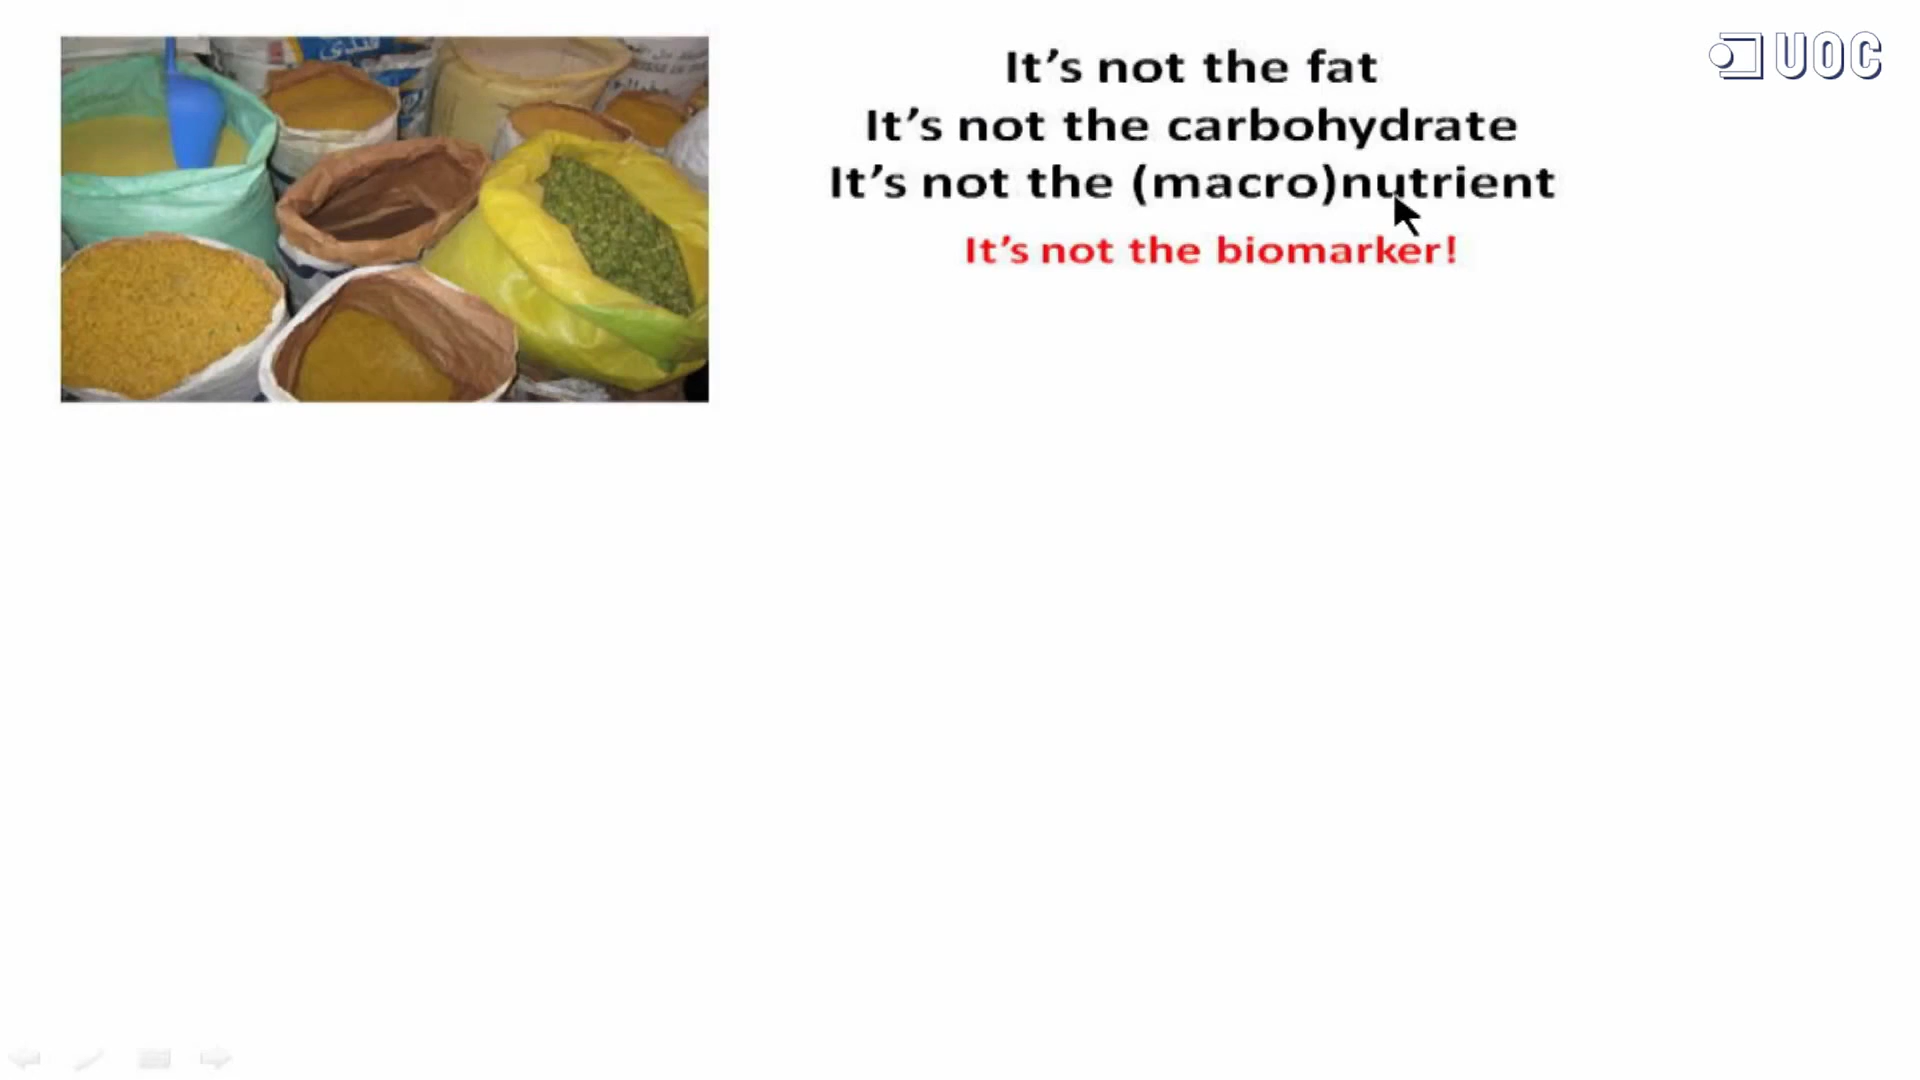 It's not the fat
It's not the carbohydrate
It's not the (macro)nutrient
It's not the biomarker!
UOC